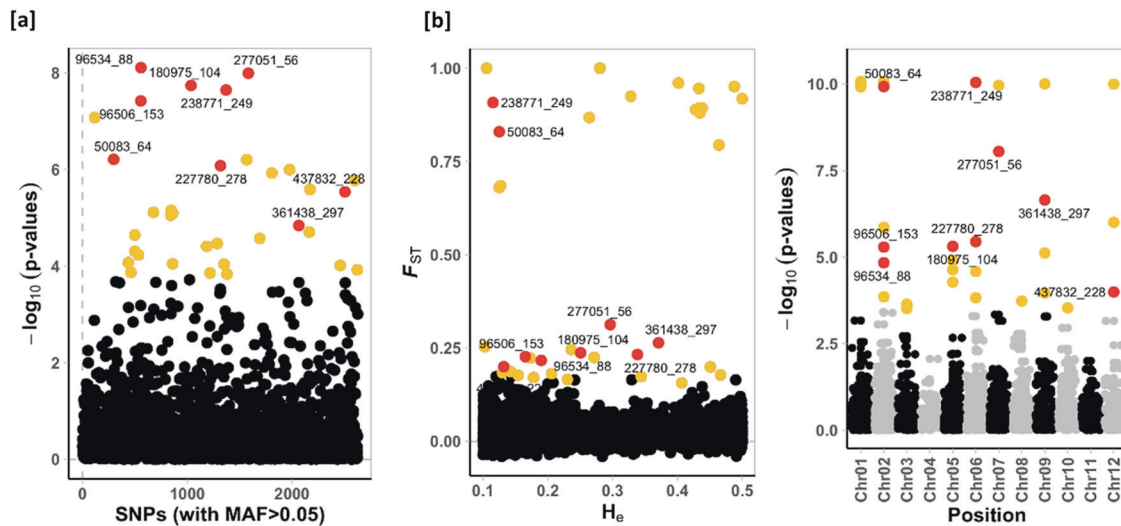 [a]
96534_88
277051_56
180975_104
238771_249
96506_153
50083_64
227780_278
437832_228
361438_297
8
6
4
2
0
− log10 (p-values)
0
1000
2000
SNPs (with MAF>0.05)
[b]
238771_249
50083_64
277051_56
361438_297
96506_153
180975_104
96534_88
227780_278
1.00
0.75
0.50
0.25
0.00
FST
0.1
0.2
0.3
0.4
0.5
He
50083_64
238771_249
277051_56
361438_297
96506_153
227780_278
180975_104
96534_88
437832_228
10.0
7.5
5.0
2.5
0.0
− log10 (p-values)
Chr01
Chr02
Chr03
Chr04
Chr05
Chr06
Chr07
Chr08
Chr09
Chr10
Chr11
Chr12
Position